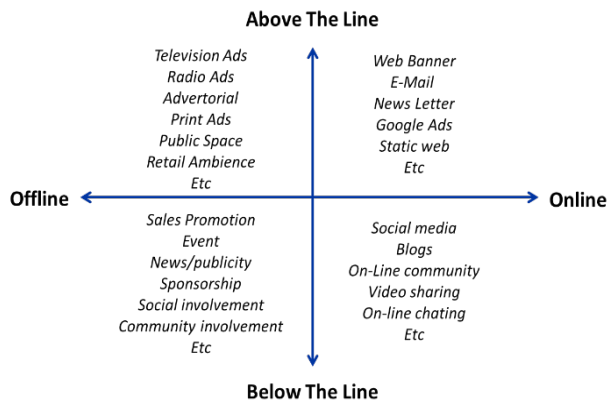 Above The Line
Television Ads
Radio Ads
Advertorial
Print Ads
Public Space
Retail Ambience
Etc
Web Banner
E-Mail
News Letter
Google Ads
Static web
Etc
Offline
Online
Sales Promotion
Event
News/publicity
Sponsorship
Social involvement
Community involvement
Etc
Social media
Blogs
On-Line community
Video sharing
On-line chating
Etc
Below The Line